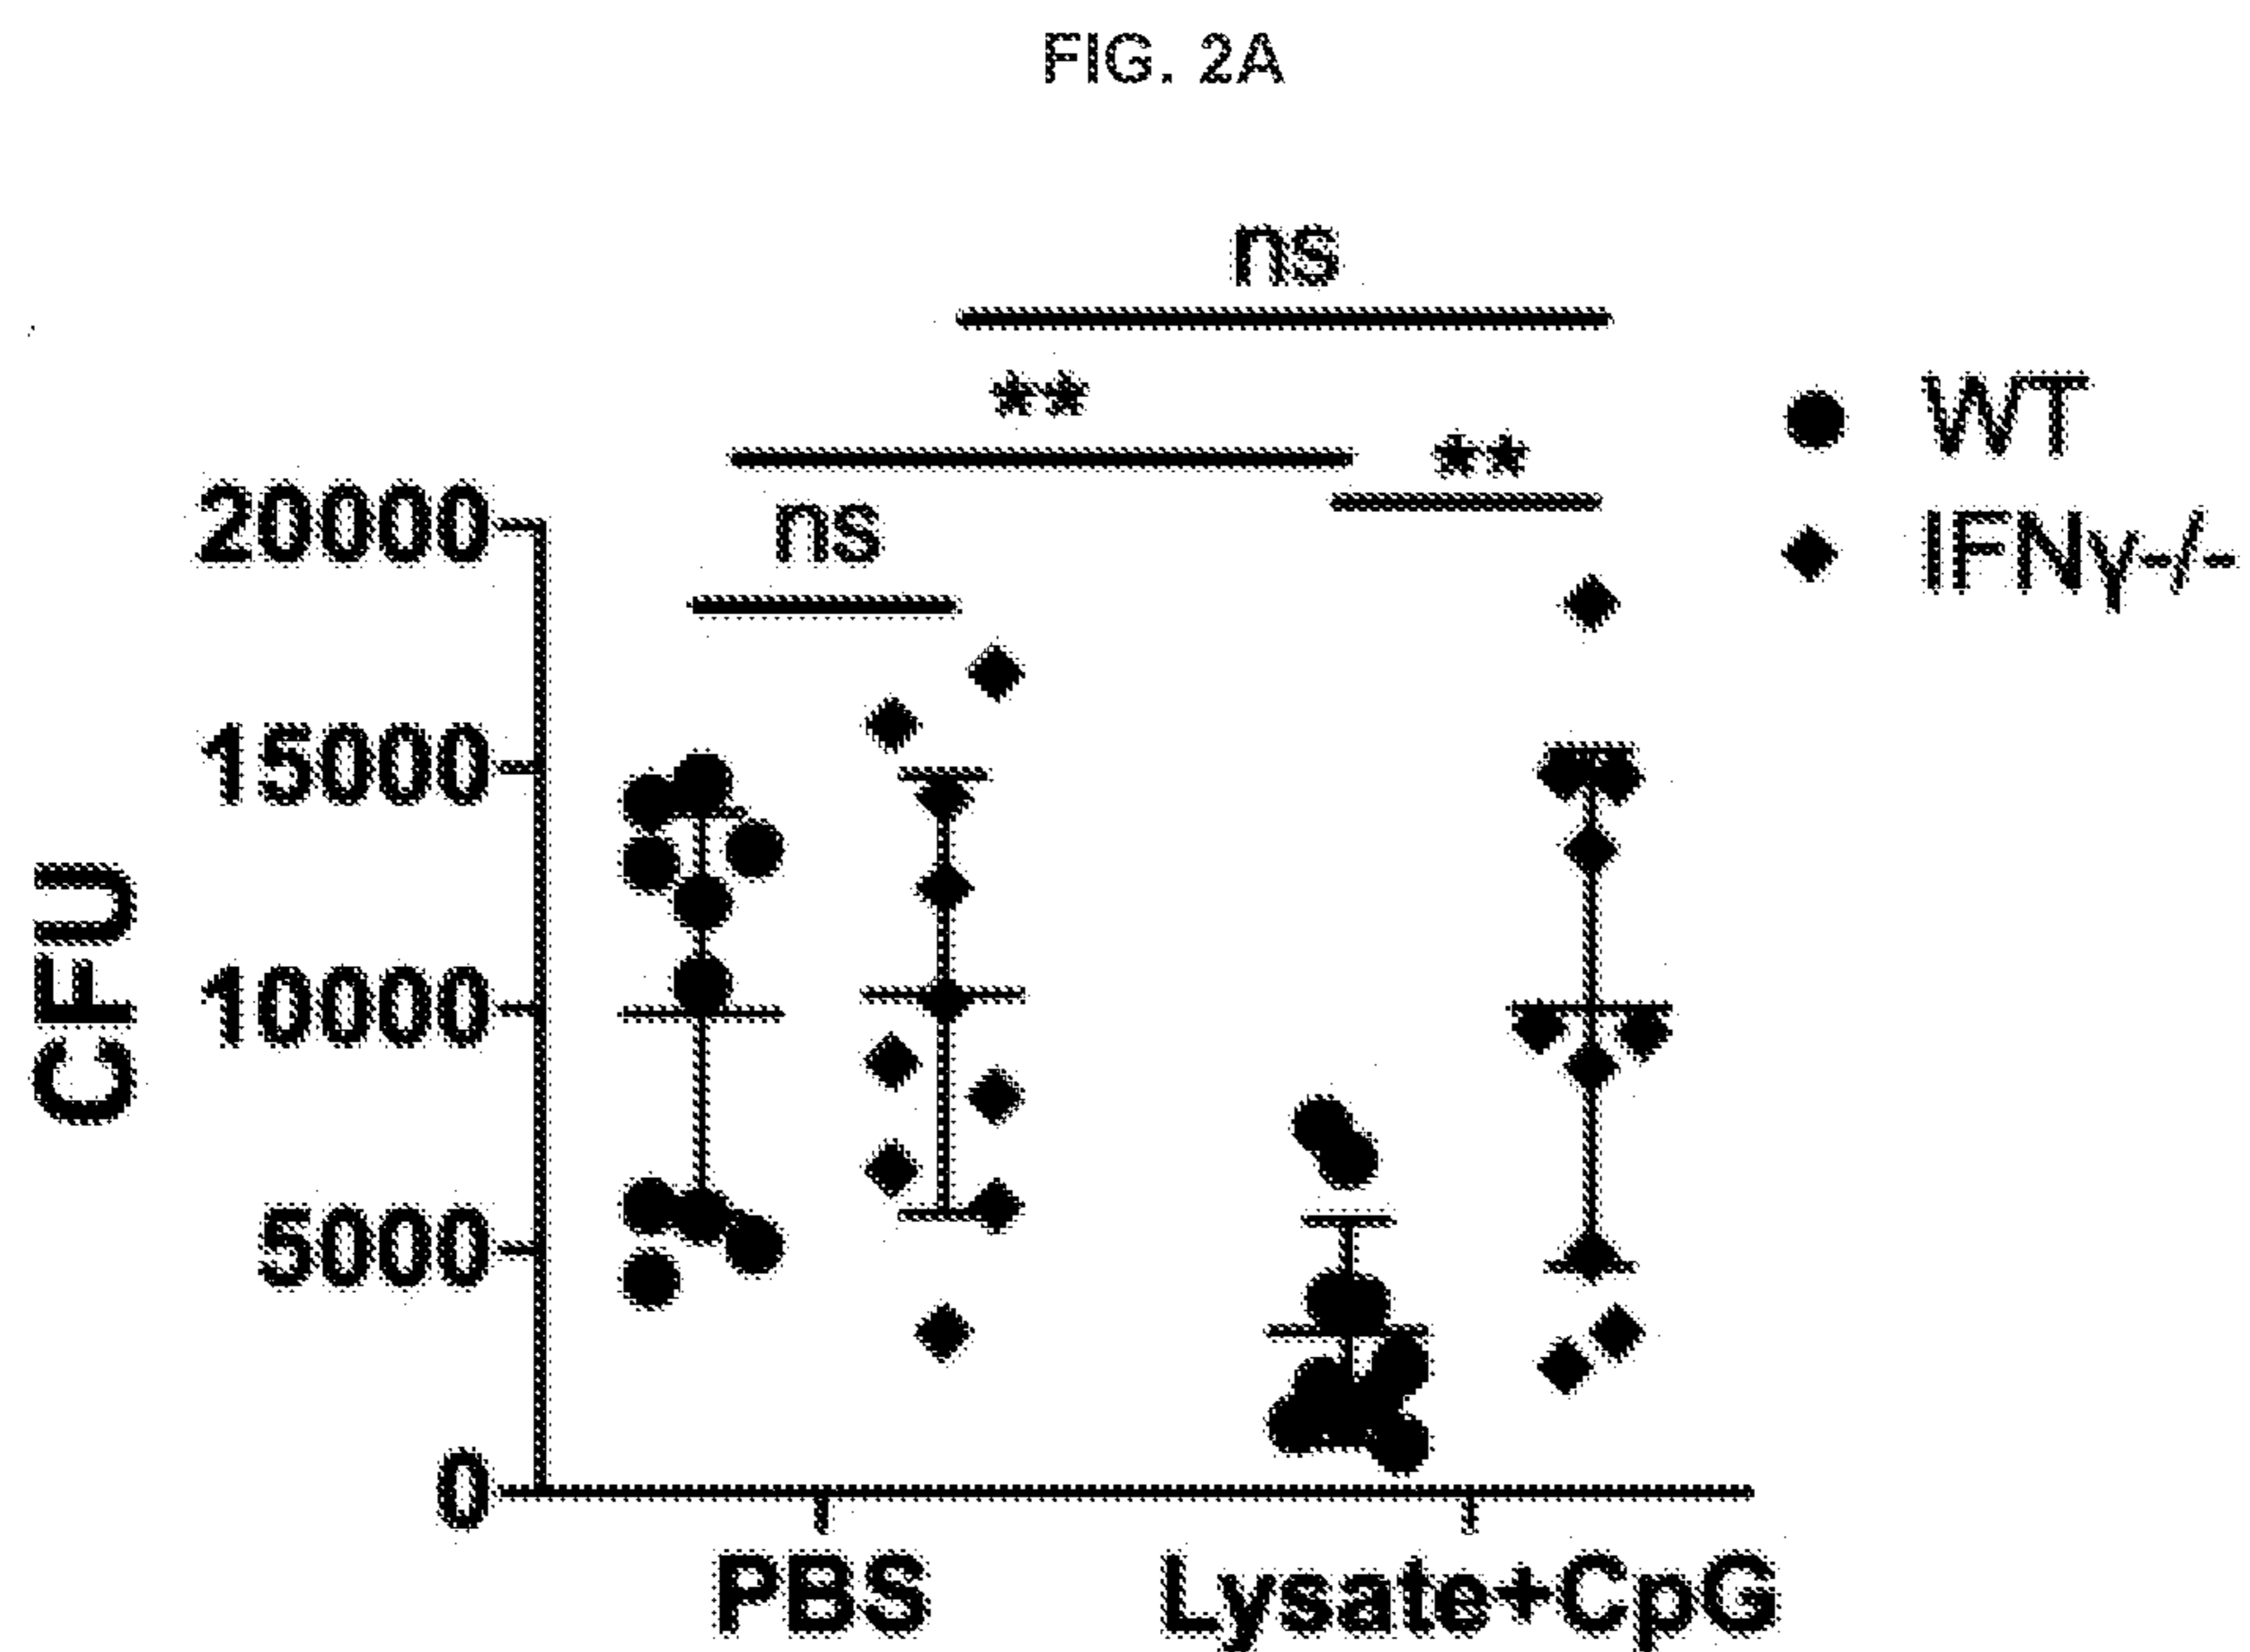 FIG. 2A
ns
**
**
ns
WT
IFNγ-/-
CFU
20000
15000
10000
5000
0
PBS
Lysate+CpG